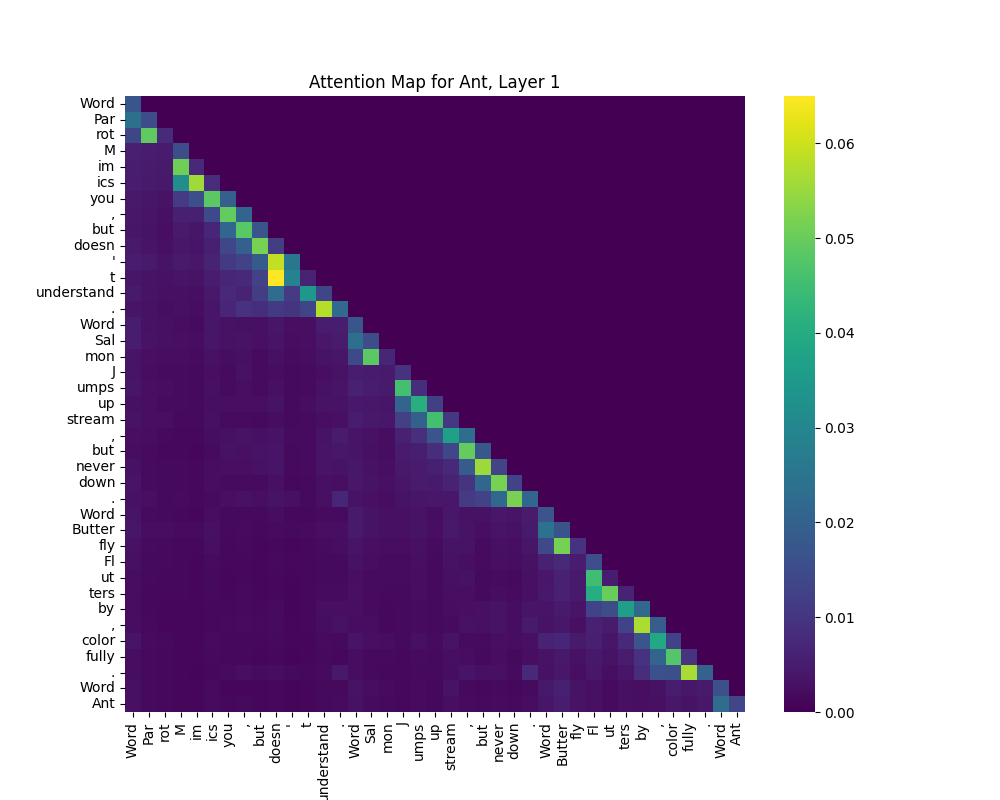 Attention Map for Ant, Layer 1
Word
Par
rot
M
im
ics
you
,
but
doesn
'
t
understand
.
Word
Sal
mon
J
umps
up
stream
,
but
never
down
.
Word
Butter
fly
Fl
ut
ters
by
,
color
fully
.
Word
Ant
Word
Par
rot
M
im
ics
you
,
but
doesn
'
t
understand
.
Word
Sal
mon
J
umps
up
stream
,
but
never
down
.
Word
Butter
fly
Fl
ut
ters
by
,
color
fully
.
Word
Ant
0.06
0.05
0.04
0.03
0.02
0.01
0.00